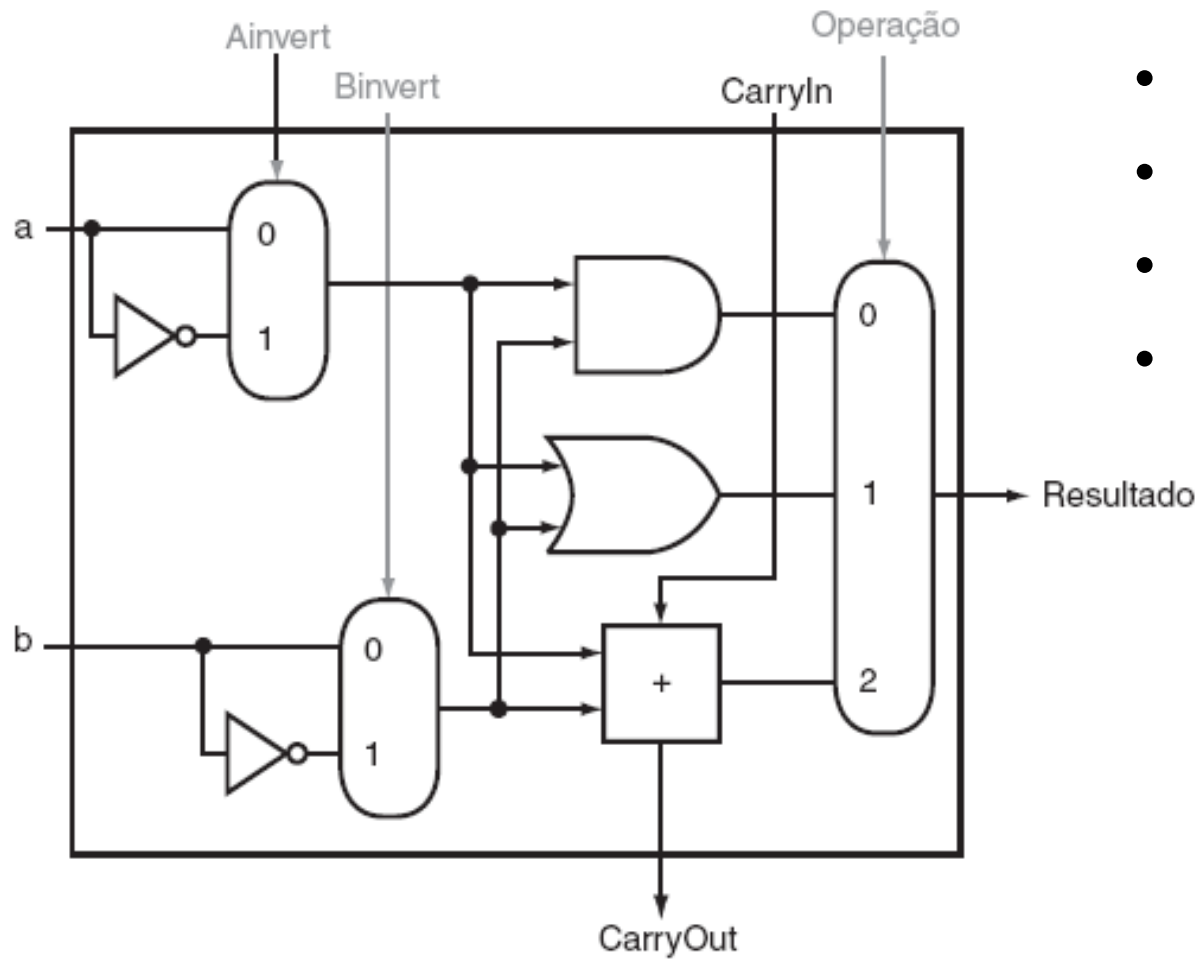 Operação
Ainvert
Binvert
CarryIn
•
a
0
•
0
•
1
•
1
Resultado
b
0
+
2
1
CarryOut